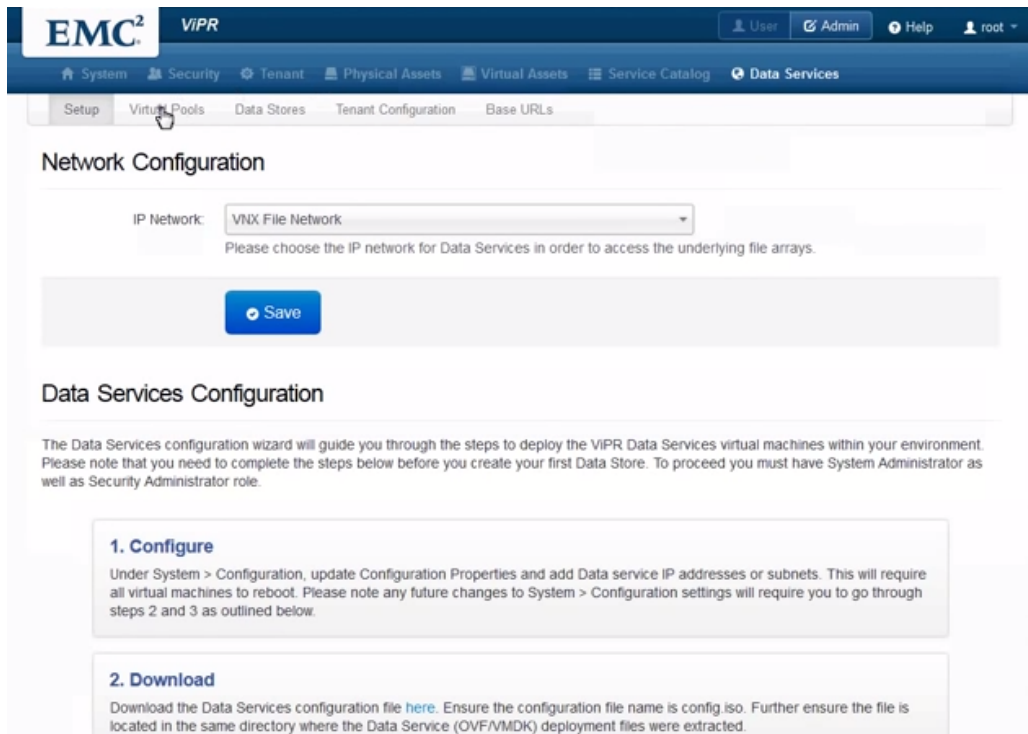 EMC²
ViPR
User Admin Help root
System Security Tenant Physical Assets Virtual Assets Service Catalog Data Services
Setup Virtual Pools Data Stores Tenant Configuration Base URLs
Network Configuration
IP Network: VNX File Network
Please choose the IP network for Data Services in order to access the underlying file arrays.
Save
Data Services Configuration
The Data Services configuration wizard will guide you through the steps to deploy the ViPR Data Services virtual machines within your environment.
Please note that you need to complete the steps below before you create your first Data Store. To proceed you must have System Administrator as
well as Security Administrator role.
1. Configure
Under System > Configuration, update Configuration Properties and add Data service IP addresses or subnets. This will require
all virtual machines to reboot. Please note any future changes to System > Configuration settings will require you to go through
steps 2 and 3 as outlined below.
2. Download
Download the Data Services configuration file here. Ensure the configuration file name is config.iso. Further ensure the file is
located in the same directory where the Data Service (OVF/VMDK) deployment files were extracted.